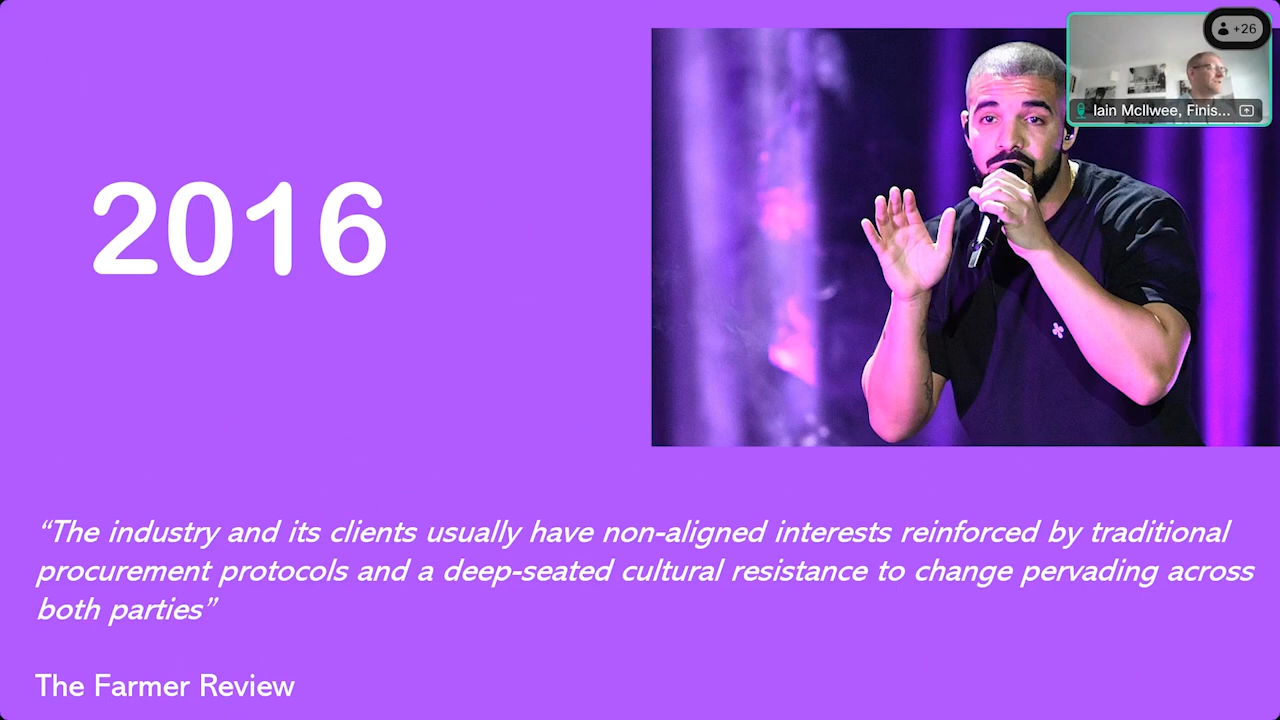 +26
Iain McIlwee, Finis...
2016
“The industry and its clients usually have non-aligned interests reinforced by traditional
procurement protocols and a deep-seated cultural resistance to change pervading across
both parties”
The Farmer Review